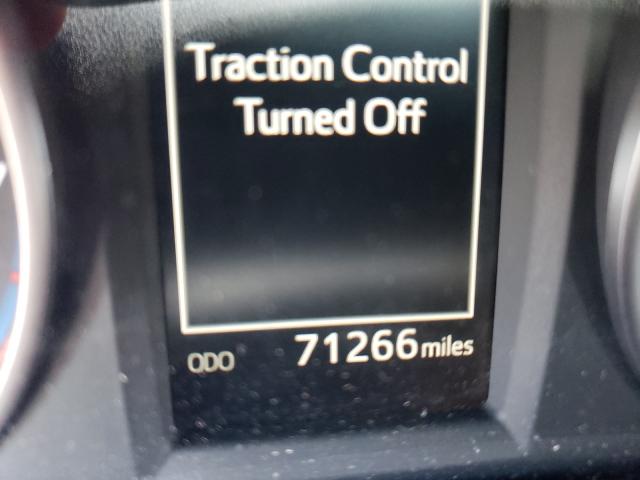 Traction Control
Turned Off
ODO 71266 miles